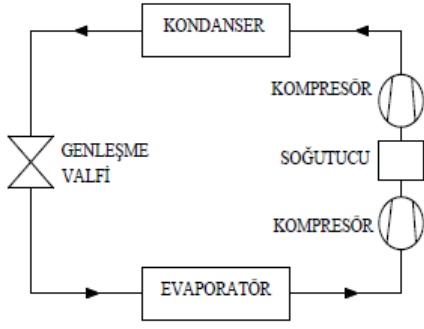 KONDANSER
KOMPRESÖR
GENLEŞME
VALFİ
SOĞUTUCU
KOMPRESÖR
EVAPORATÖR